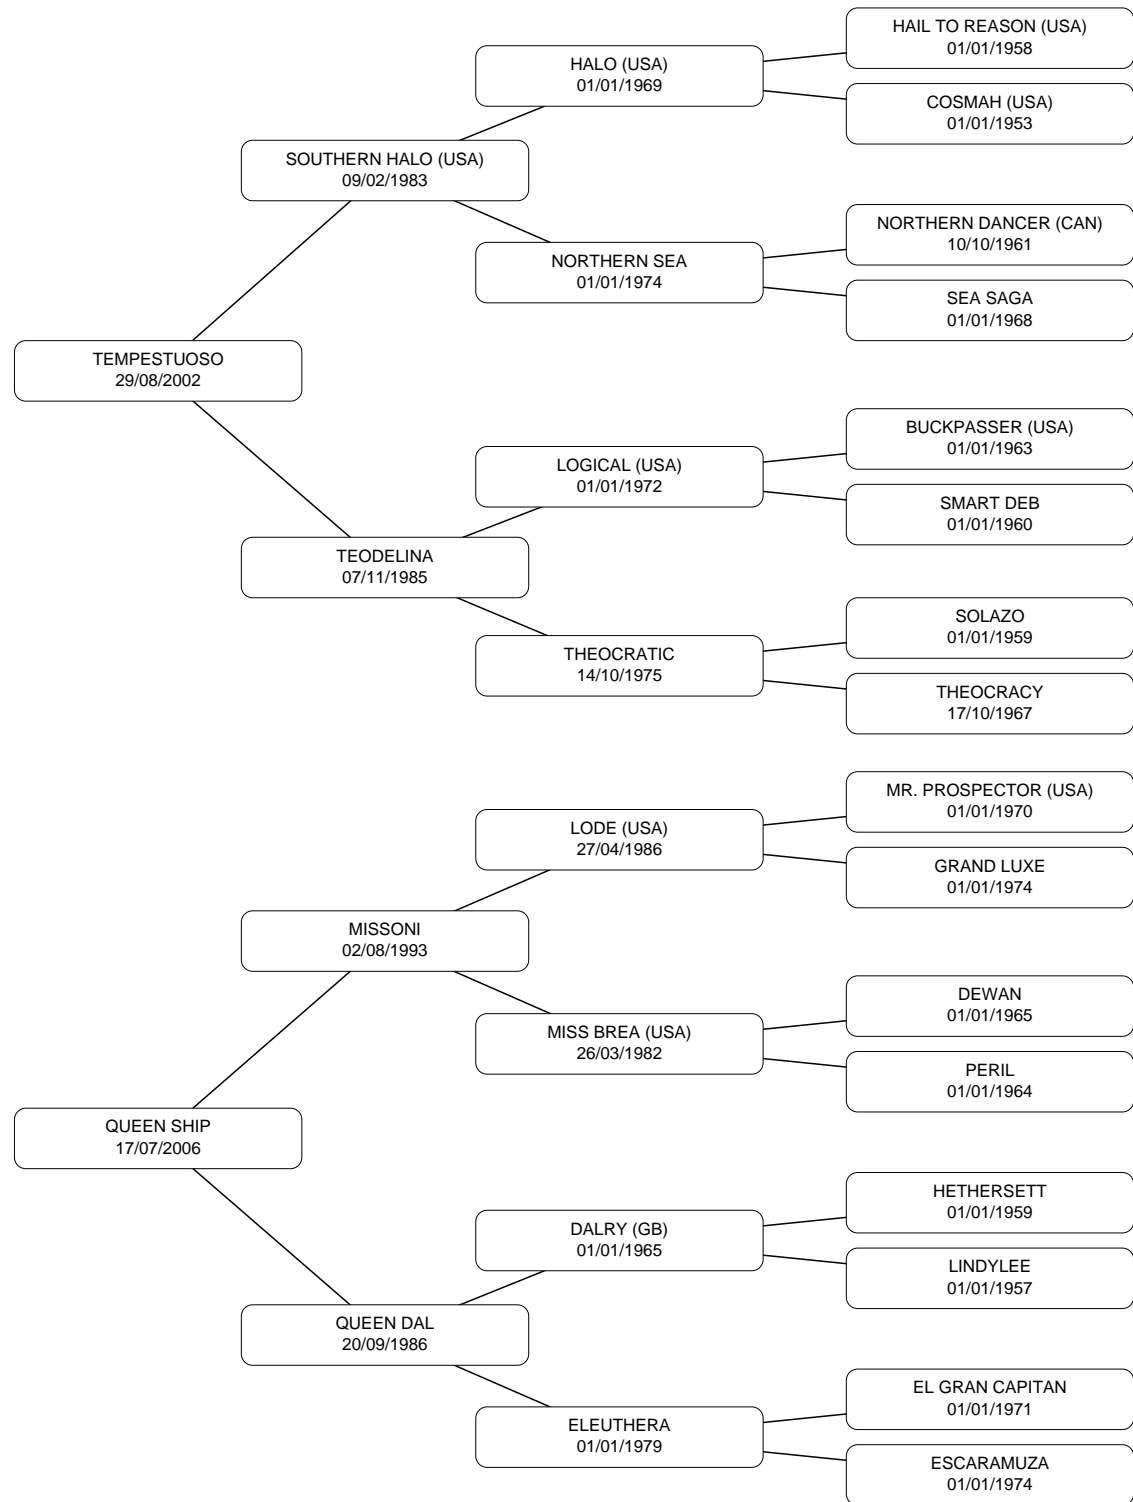 HAIL TO REASON (USA)
01/01/1958
HALO (USA)
01/01/1969
COSMAH (USA)
01/01/1953
SOUTHERN HALO (USA)
09/02/1983
NORTHERN DANCER (CAN)
10/10/1961
NORTHERN SEA
01/01/1974
SEA SAGA
01/01/1968
TEMPESTUOSO
29/08/2002
BUCKPASSER (USA)
01/01/1963
LOGICAL (USA)
01/01/1972
SMART DEB
01/01/1960
TEODELINA
07/11/1985
SOLAZO
01/01/1959
THEOCRATIC
14/10/1975
THEOCRACY
17/10/1967
MR. PROSPECTOR (USA)
01/01/1970
LODE (USA)
27/04/1986
GRAND LUXE
01/01/1974
MISSONI
02/08/1993
DEWAN
01/01/1965
MISS BREA (USA)
26/03/1982
PERIL
01/01/1964
QUEEN SHIP
17/07/2006
HETHERSETT
01/01/1959
DALRY (GB)
01/01/1965
LINDYLEE
01/01/1957
QUEEN DAL
20/09/1986
EL GRAN CAPITAN
01/01/1971
ELEUTHERA
01/01/1979
ESCARAMUZA
01/01/1974